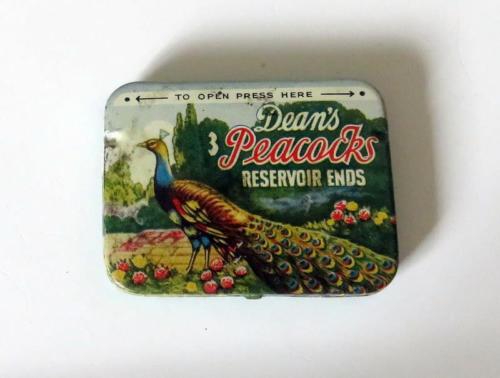 TO OPEN PRESS HERE
Dean's
3 Peacocks
RESERVOIR ENDS